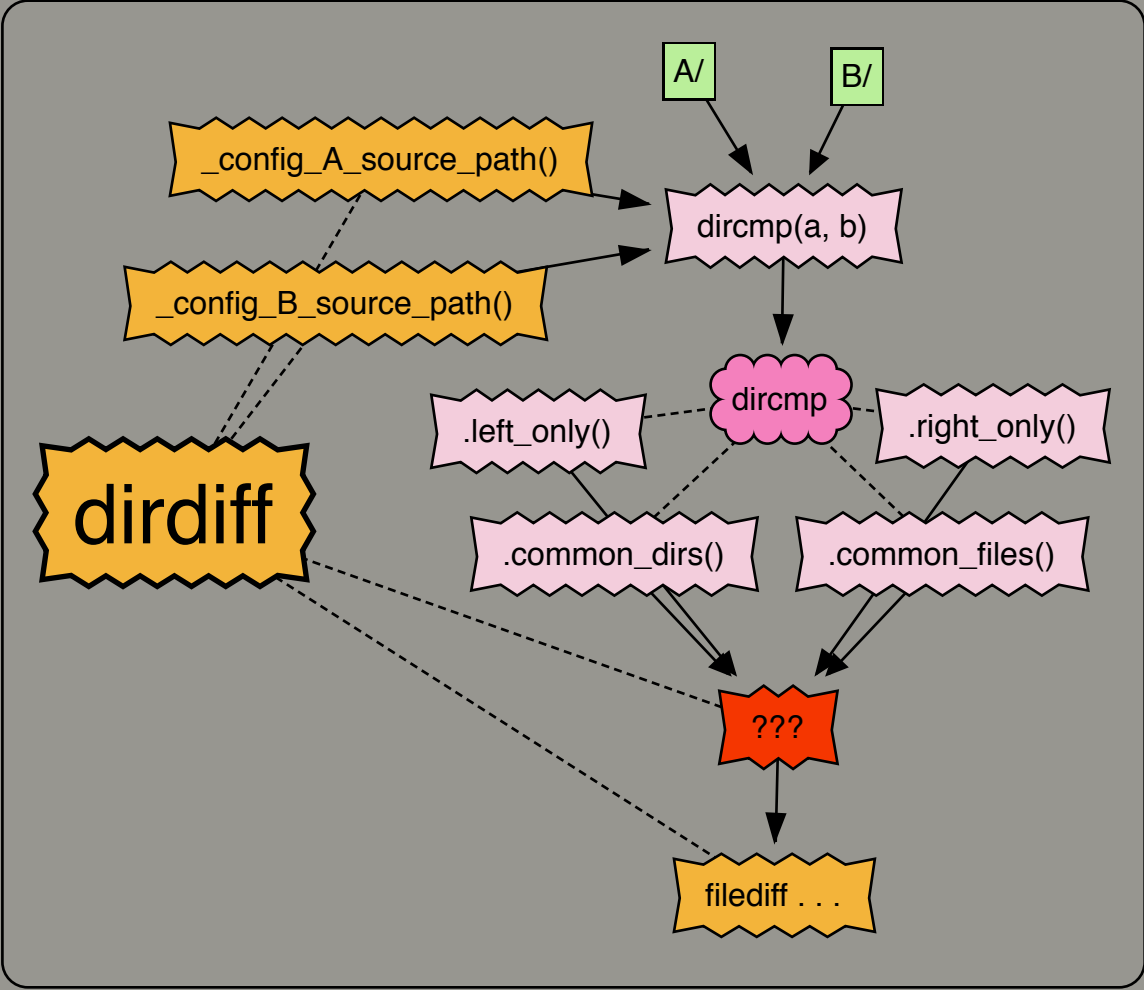 A/
B/
_config_A_source_path()
dircmp(a, b)
_config_B_source_path()
dircmp
.left_only()
.right_only()
dirdiff
.common_dirs()
.common_files()
???
filediff . . .